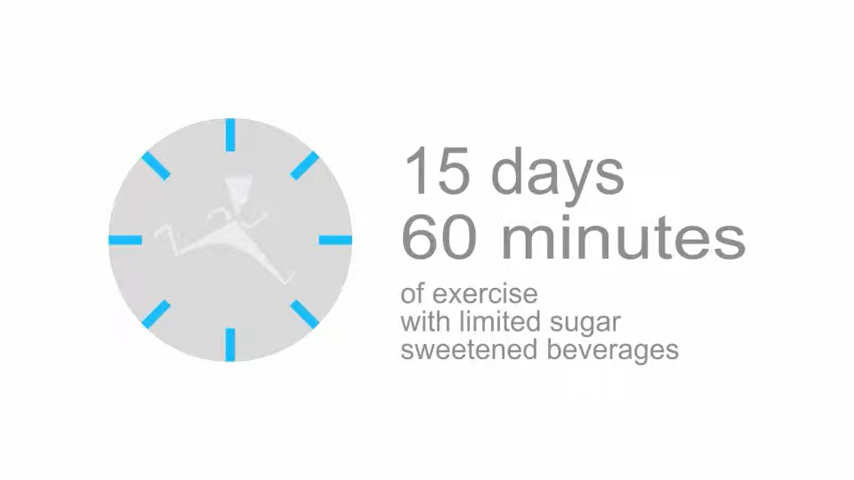 15 days
60 minutes
of exercise
with limited sugar
sweetened beverages